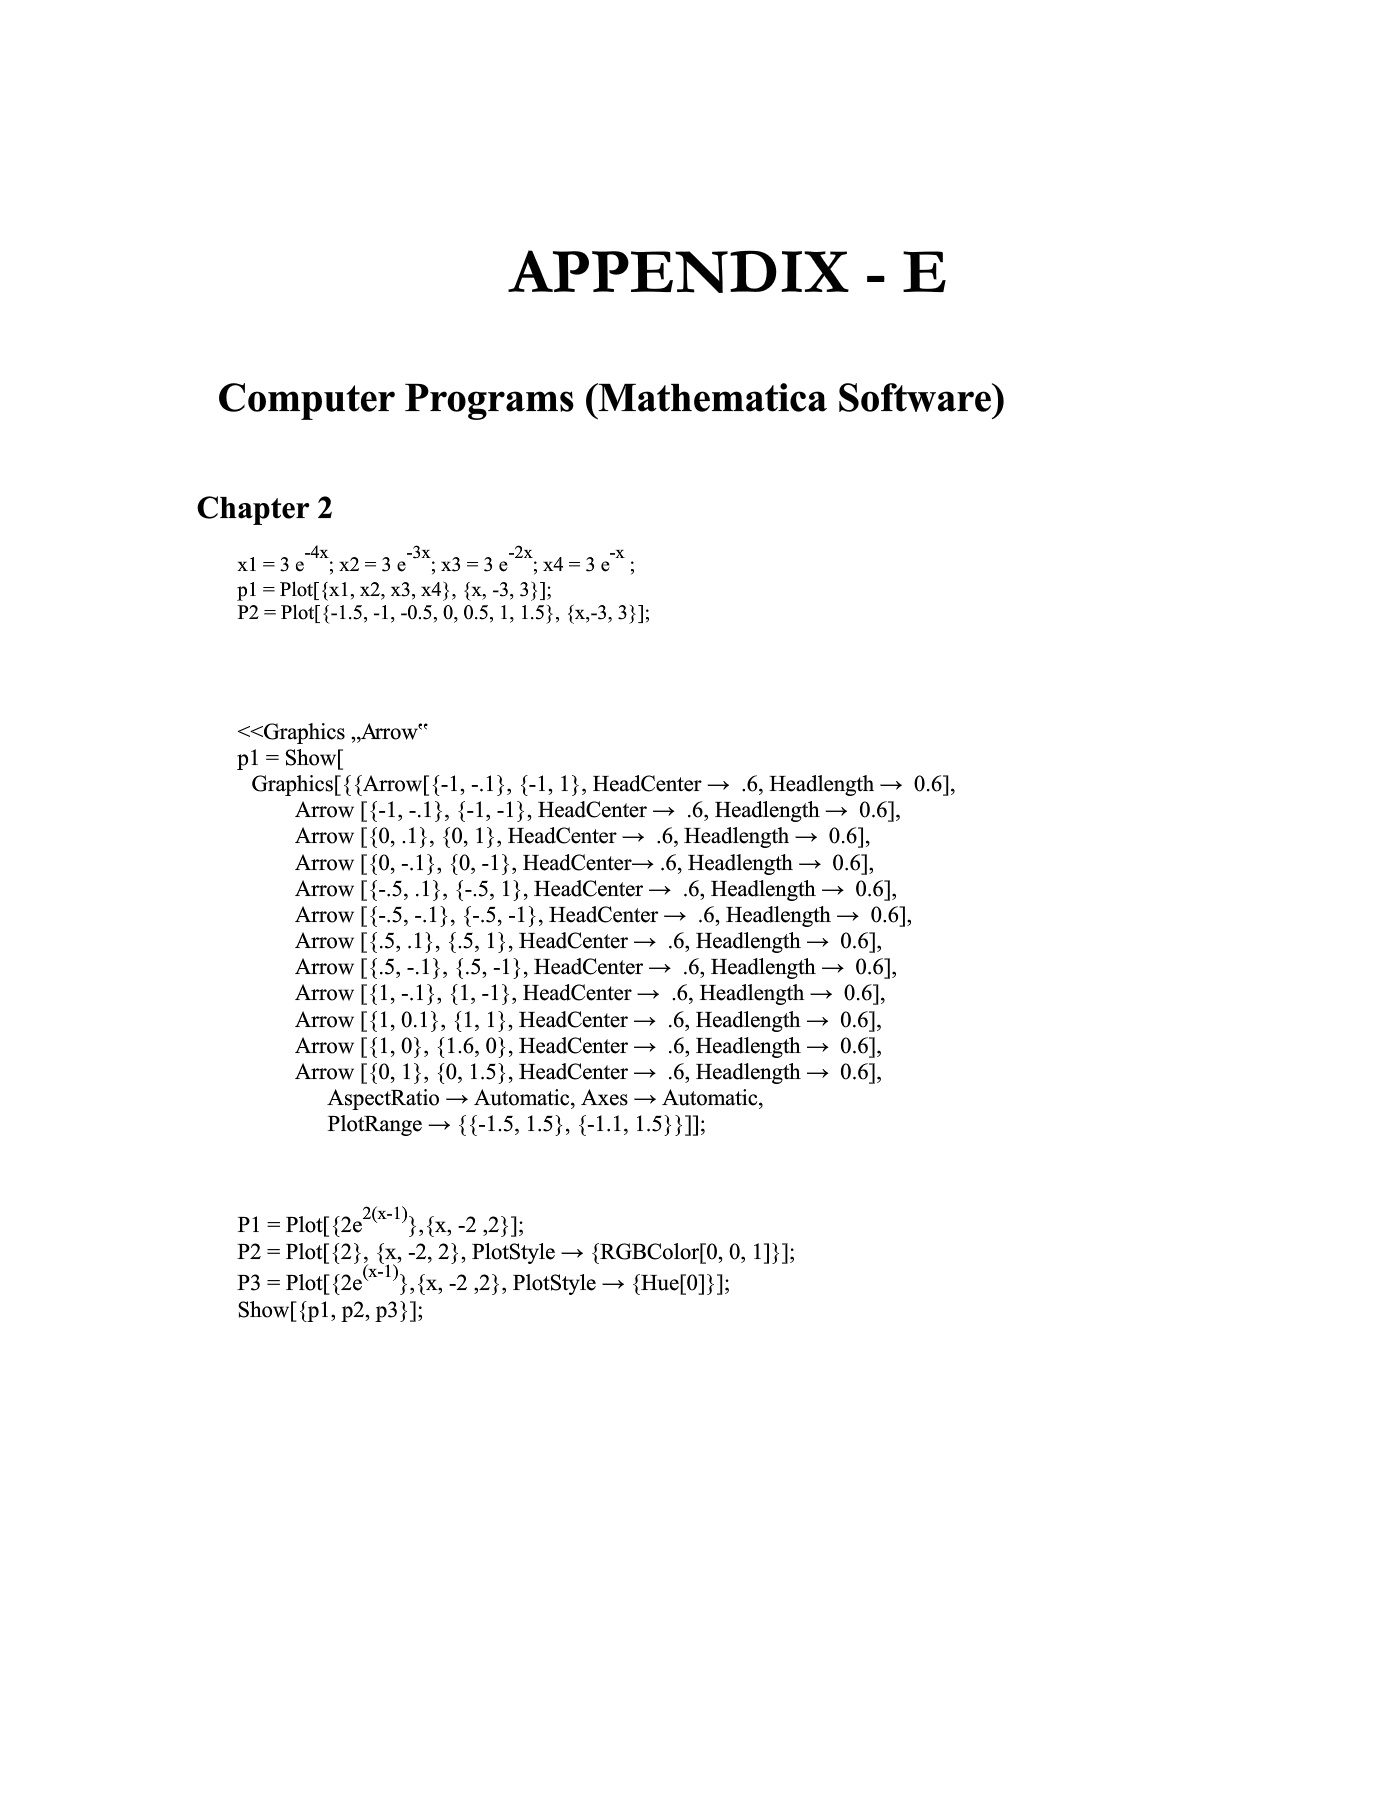 APPENDIX - E
Computer Programs (Mathematica Software)
Chapter 2
x1 = 3 e^-4x; x2 = 3 e^-3x; x3 = 3 e^-2x; x4 = 3 e^-x ;
p1 = Plot[{x1, x2, x3, x4}, {x, -3, 3}];
P2 = Plot[{-1.5, -1, -0.5, 0, 0.5, 1, 1.5}, {x,-3, 3}];
<<Graphics „Arrow‟
p1 = Show[
Graphics[{{Arrow[{-1, -.1}, {-1, 1}, HeadCenter → .6, Headlength → 0.6],
Arrow [{-1, -.1}, {-1, -1}, HeadCenter → .6, Headlength → 0.6],
Arrow [{0, .1}, {0, 1}, HeadCenter → .6, Headlength → 0.6],
Arrow [{0, -.1}, {0, -1}, HeadCenter→ .6, Headlength → 0.6],
Arrow [{-.5, .1}, {-.5, 1}, HeadCenter → .6, Headlength → 0.6],
Arrow [{-.5, -.1}, {-.5, -1}, HeadCenter → .6, Headlength → 0.6],
Arrow [{.5, .1}, {.5, 1}, HeadCenter → .6, Headlength → 0.6],
Arrow [{.5, -.1}, {.5, -1}, HeadCenter → .6, Headlength → 0.6],
Arrow [{1, -.1}, {1, -1}, HeadCenter → .6, Headlength → 0.6],
Arrow [{1, 0.1}, {1, 1}, HeadCenter → .6, Headlength → 0.6],
Arrow [{1, 0}, {1.6, 0}, HeadCenter → .6, Headlength → 0.6],
Arrow [{0, 1}, {0, 1.5}, HeadCenter → .6, Headlength → 0.6],
AspectRatio → Automatic, Axes → Automatic,
PlotRange → {{-1.5, 1.5}, {-1.1, 1.5}}]];
P1 = Plot[{2e^2(x-1)},{x, -2 ,2}];
P2 = Plot[{2}, {x, -2, 2}, PlotStyle → {RGBColor[0, 0, 1]}];
P3 = Plot[{2e^(x-1)},{x, -2 ,2}, PlotStyle → {Hue[0]}];
Show[{p1, p2, p3}];